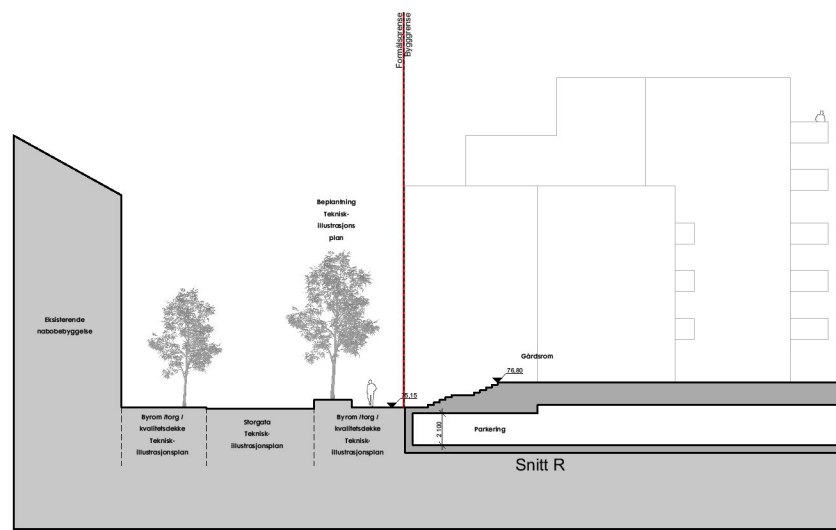 Formålsgrense
Byggrense
Beplantning
Teknisk-
illustrasjons
plan
Eksisterende
nabobebyggelse
Gårdsrom
76,80
75,15
Byrom /torg /
kvalitetsdekke
Teknisk-
illustrasjonsplan
Storgata
Teknisk-
illustrasjonsplan
Byrom /torg /
kvalitetsdekke
Teknisk-
illustrasjonsplan
2 100
Parkering
Snitt R